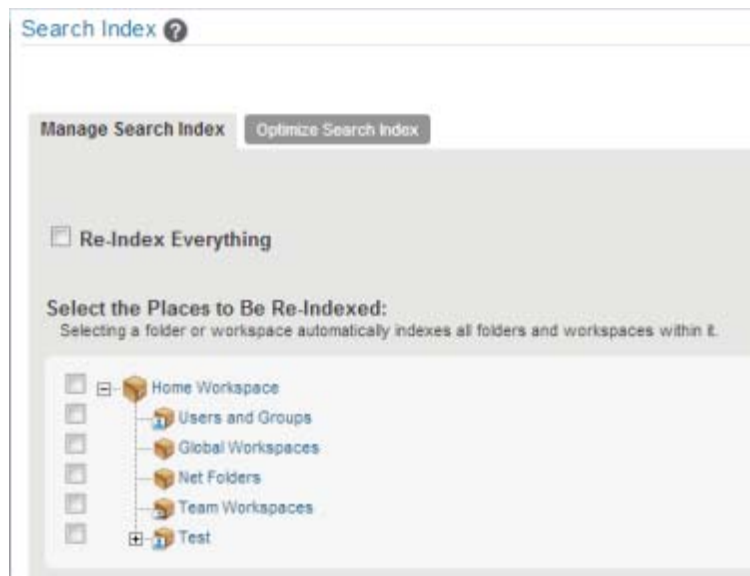 Search Index ?
Manage Search Index Optimize Search Index
Re-Index Everything
Select the Places to Be Re-Indexed:
Selecting a folder or workspace automatically indexes all folders and workspaces within it.
Home Workspace
Users and Groups
Global Workspaces
Net Folders
Team Workspaces
Test